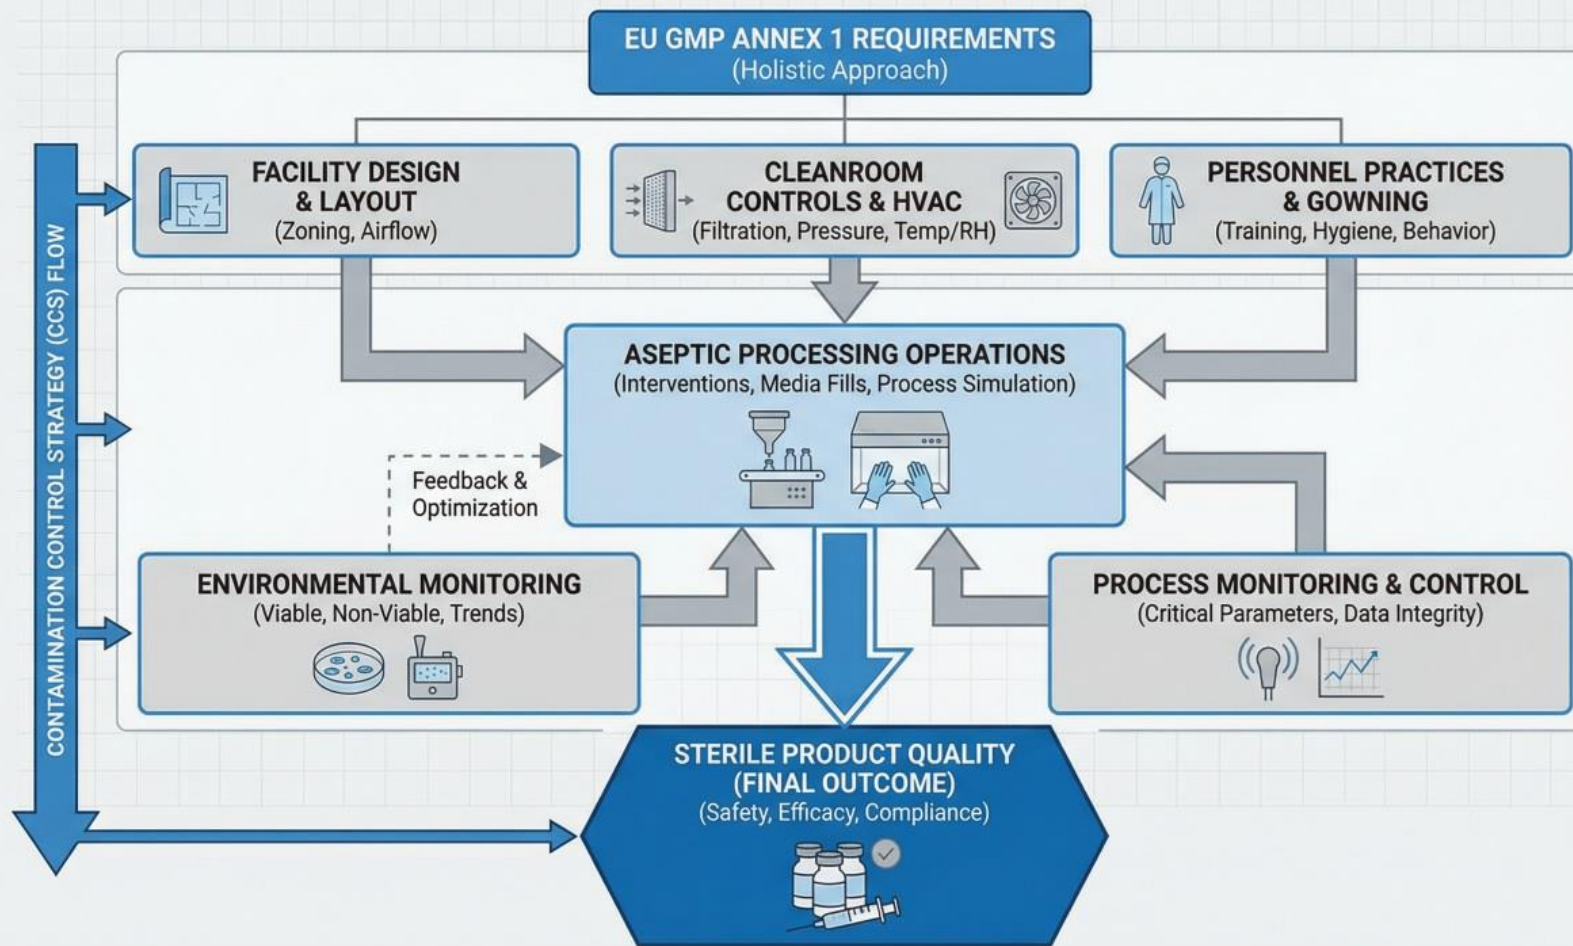 EU GMP ANNEX 1 REQUIREMENTS
(Holistic Approach)
FACILITY DESIGN
& LAYOUT
(Zoning, Airflow)
CLEANROOM
CONTROLS & HVAC
(Filtration, Pressure, Temp/RH)
PERSONNEL PRACTICES
& GOWNING
(Training, Hygiene, Behavior)
CONTAMINATION CONTROL STRATEGY (CCS) FLOW
ASEPTIC PROCESSING OPERATIONS
(Interventions, Media Fills, Process Simulation)
Feedback &
Optimization
ENVIRONMENTAL MONITORING
(Viable, Non-Viable, Trends)
PROCESS MONITORING & CONTROL
(Critical Parameters, Data Integrity)
STERILE PRODUCT QUALITY
(FINAL OUTCOME)
(Safety, Efficacy, Compliance)